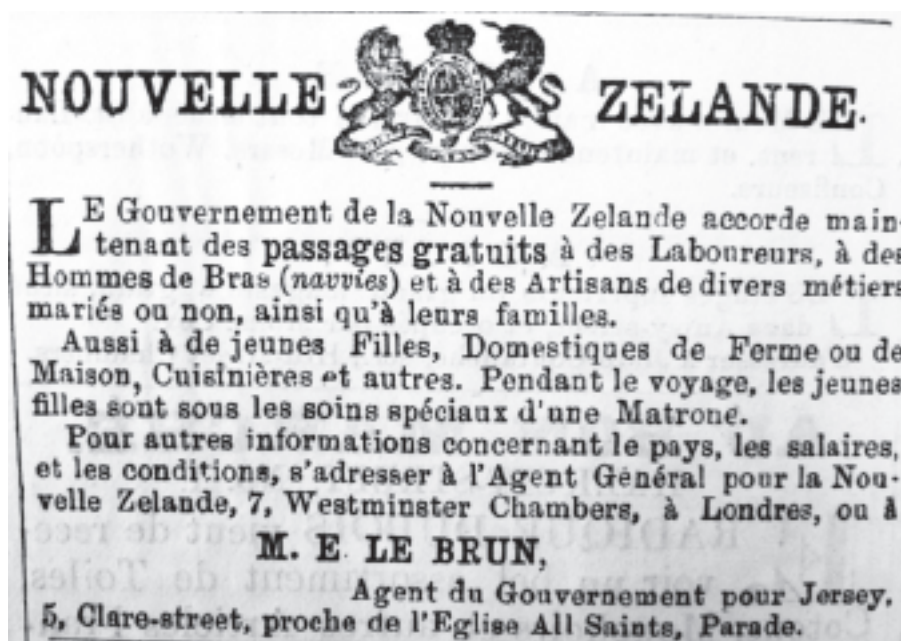 NOUVELLE ZELANDE.
LE Gouvernement de la Nouvelle Zelande accorde main-
tenant des passages gratuits à des Laboureurs, à des
Hommes de Bras (navvies) et à des Artisans de divers métiers
mariés ou non, ainsi qu'à leurs familles.
Aussi à de jeunes Filles, Domestiques de Ferme ou de
Maison, Cuisinières et autres. Pendant le voyage, les jeunes
filles sont sous les soins spéciaux d'une Matrone.
Pour autres informations concernant le pays, les salaires,
et les conditions, s'adresser à l'Agent Général pour la Nou-
velle Zelande, 7, Westminster Chambers, à Londres, ou à
M. E. LE BRUN,
Agent du Gouvernement pour Jersey.
5, Clare-street, proche de l'Eglise All Saints, Parade.